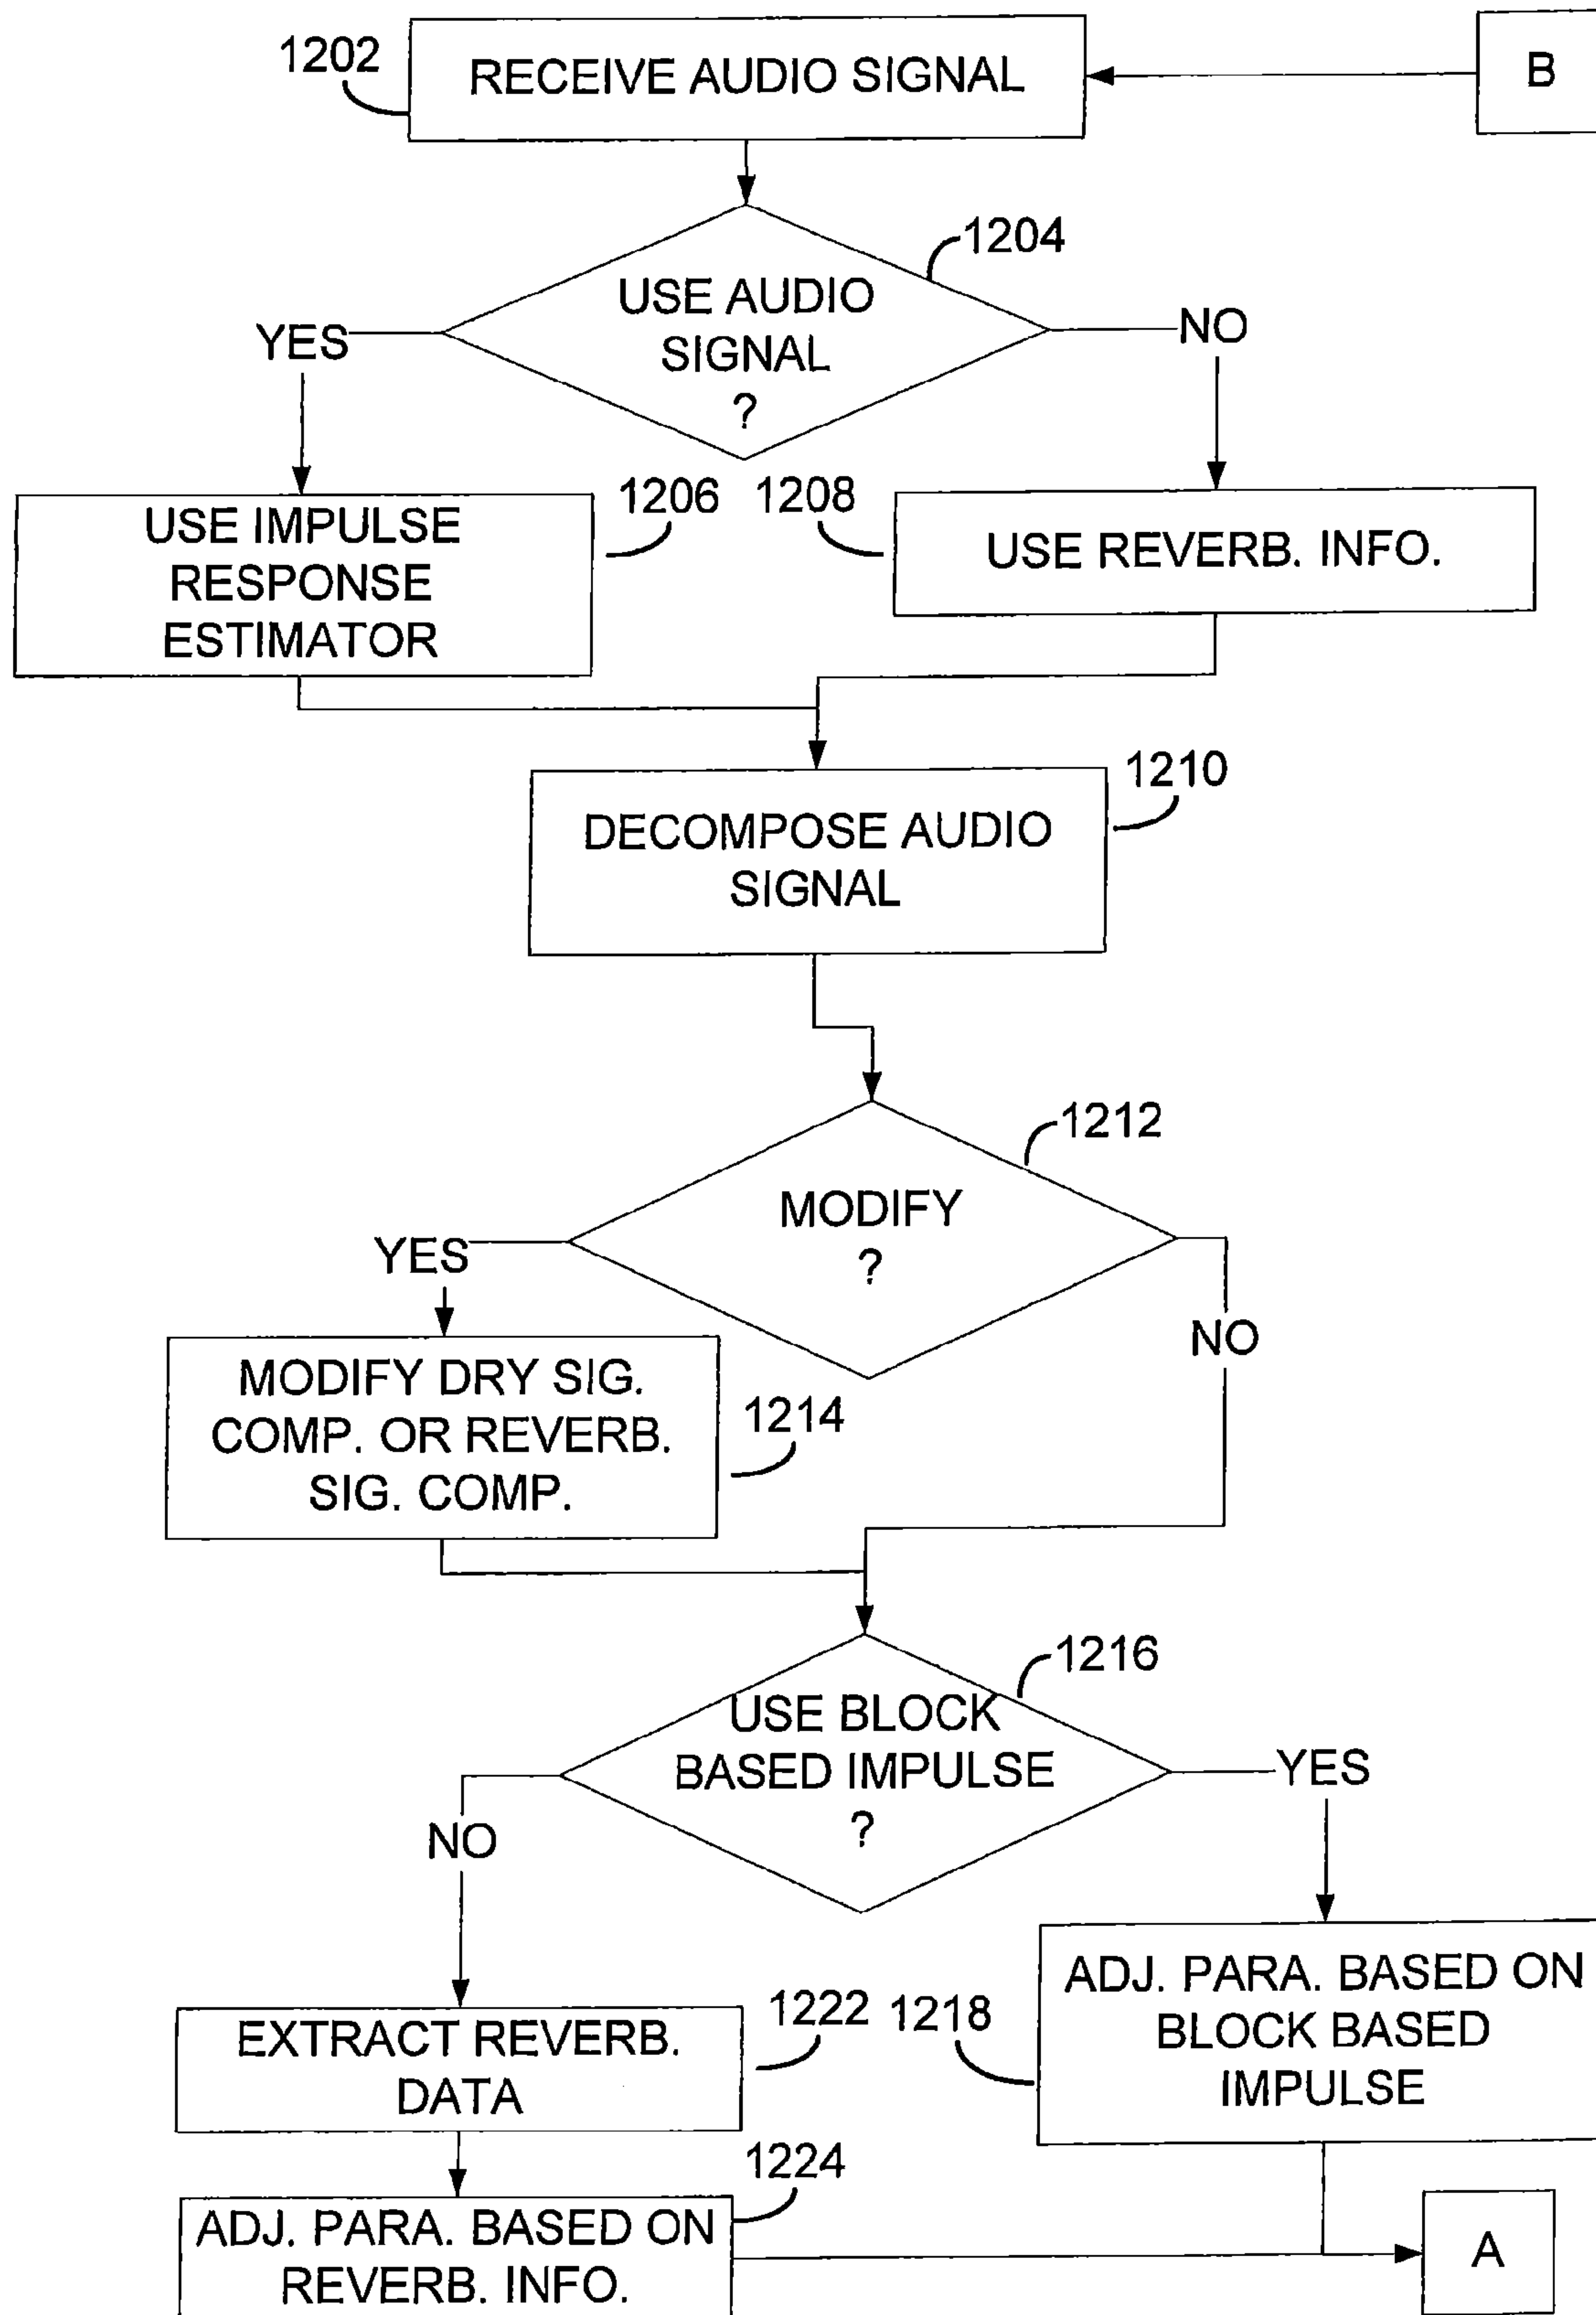 1202
RECEIVE AUDIO SIGNAL
B
1204
USE AUDIO
SIGNAL
?
YES
NO
1206
1208
USE IMPULSE
RESPONSE
ESTIMATOR
USE REVERB. INFO.
1210
DECOMPOSE AUDIO
SIGNAL
1212
MODIFY
?
YES
NO
MODIFY DRY SIG.
COMP. OR REVERB.
SIG. COMP.
1214
1216
USE BLOCK
BASED IMPULSE
?
YES
NO
ADJ. PARA. BASED ON
BLOCK BASED
IMPULSE
1218
1222
EXTRACT REVERB.
DATA
1224
ADJ. PARA. BASED ON
REVERB. INFO.
A